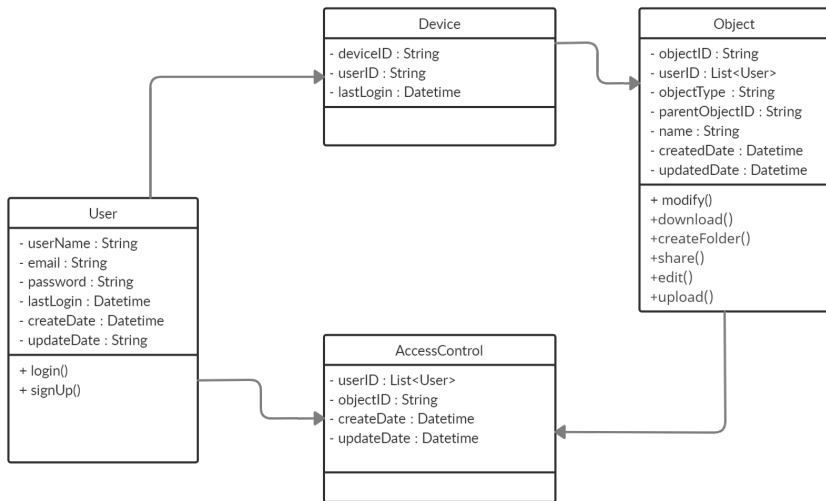 Device
- deviceID : String
- userID : String
- lastLogin : Datetime
Object
- objectID : String
- userID : List<User>
- objectType : String
- parentObjectID : String
- name : String
- createdDate : Datetime
- updatedDate : Datetime
+ modify()
+download()
+createFolder()
+share()
+edit()
+upload()
User
- userName : String
- email : String
- password : String
- lastLogin : Datetime
- createDate : Datetime
- updateDate : String
+ login()
+ signUp()
AccessControl
- userID : List<User>
- objectID : String
- createDate : Datetime
- updateDate : Datetime